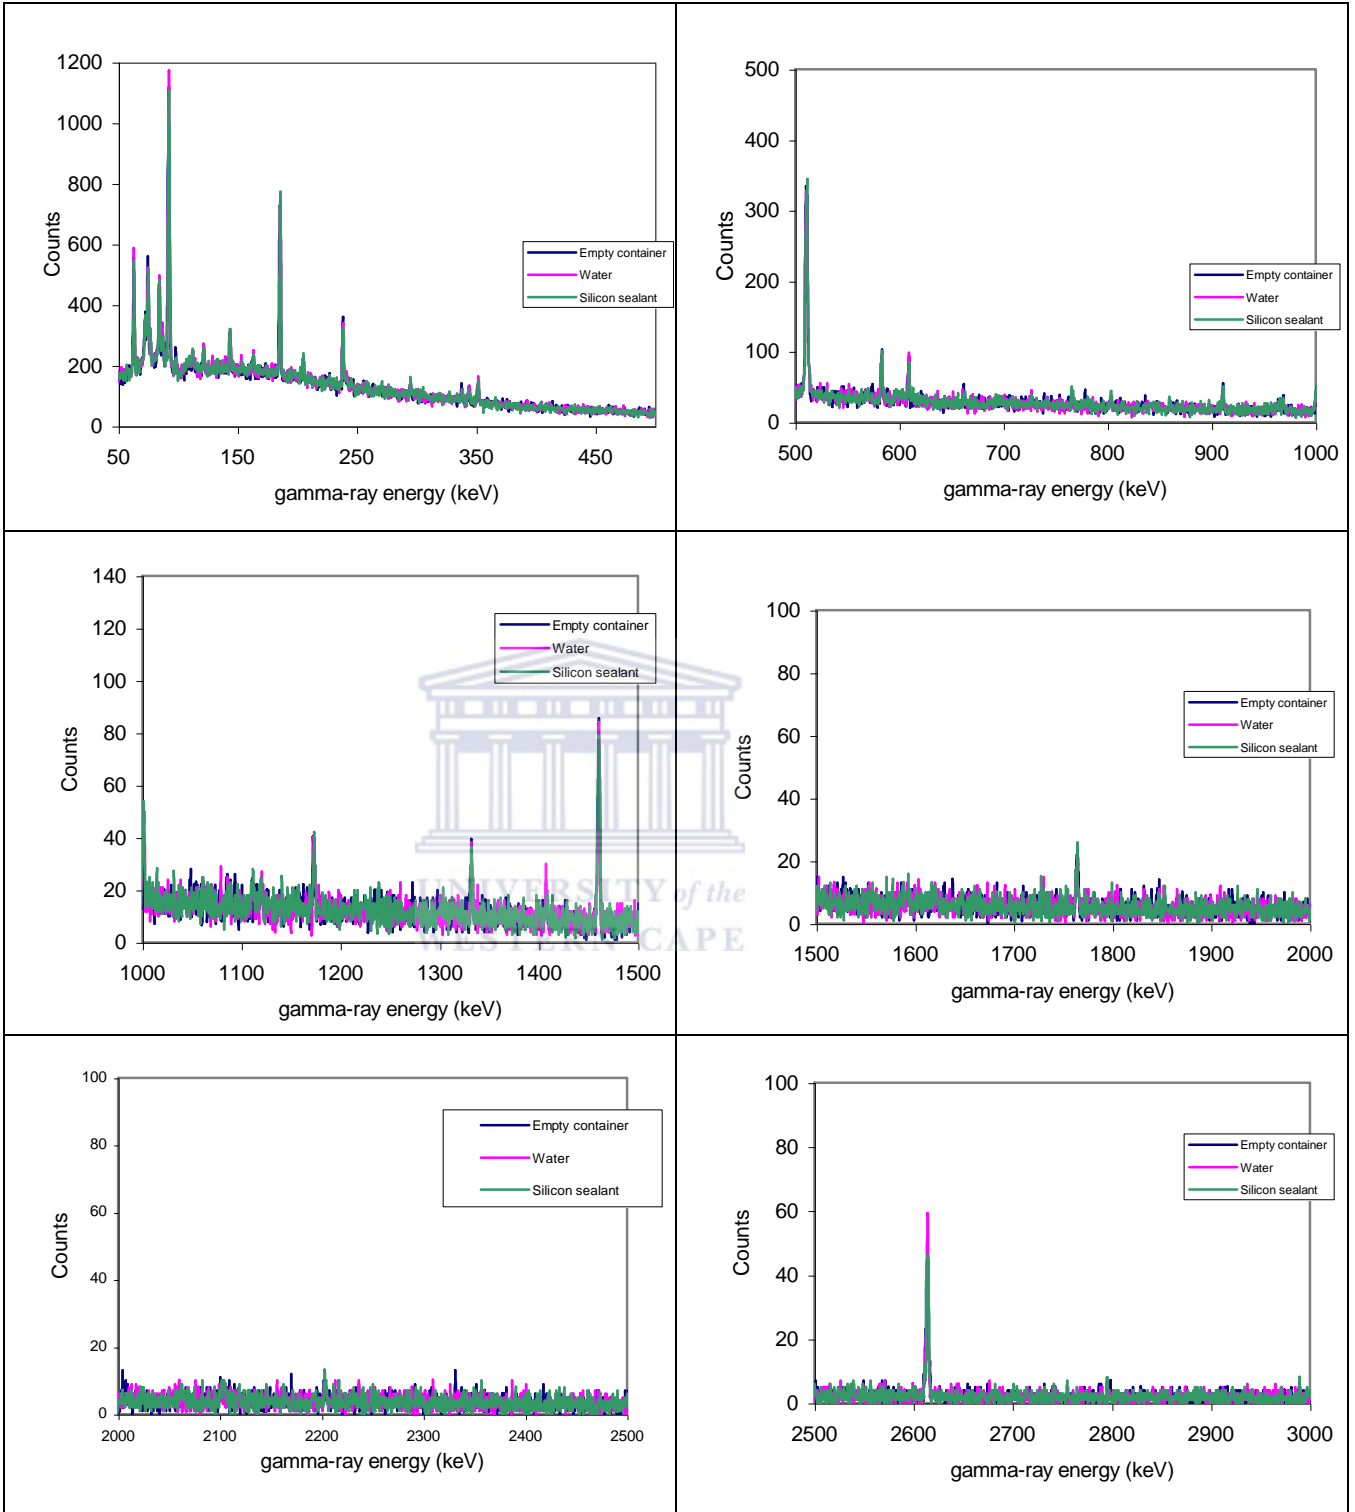 1200
1000
800
600
400
200
0
Counts
50 150 250 350 450
gamma-ray energy (keV)
Empty container
Water
Silicon sealant
500
400
300
200
100
0
Counts
500 600 700 800 900 1000
gamma-ray energy (keV)
Empty container
Water
Silicon sealant
140
120
100
80
60
40
20
0
Counts
1000 1100 1200 1300 1400 1500
gamma-ray energy (keV)
Empty container
Water
Silicon sealant
100
80
60
40
20
0
Counts
1500 1600 1700 1800 1900 2000
gamma-ray energy (keV)
Empty container
Water
Silicon sealant
UNIVERSITY of the
WESTERN CAPE
100
80
60
40
20
0
Counts
2000 2100 2200 2300 2400 2500
gamma-ray energy (keV)
Empty container
Water
Silicon sealant
100
80
60
40
20
0
Counts
2500 2600 2700 2800 2900 3000
gamma-ray energy (keV)
Empty container
Water
Silicon sealant